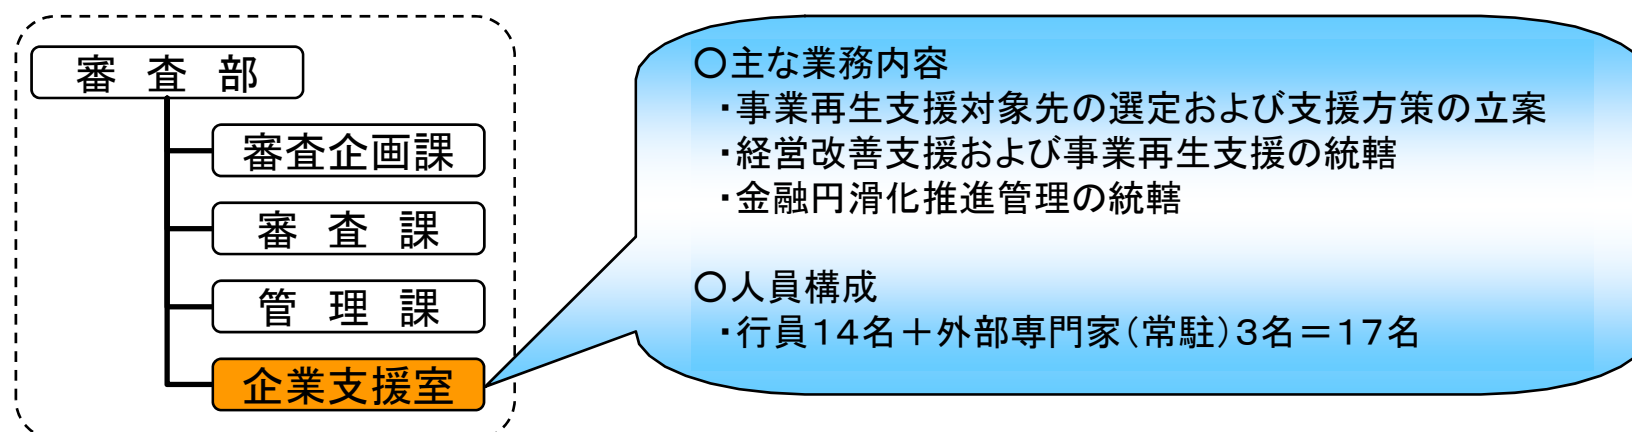 審査部
審査企画課
審査課
管理課
企業支援室
○主な業務内容
・事業再生支援対象先の選定および支援方策の立案
・経営改善支援および事業再生支援の統轄
・金融円滑化推進管理の統轄
○人員構成
・行員14名＋外部専門家（常駐）3名＝17名